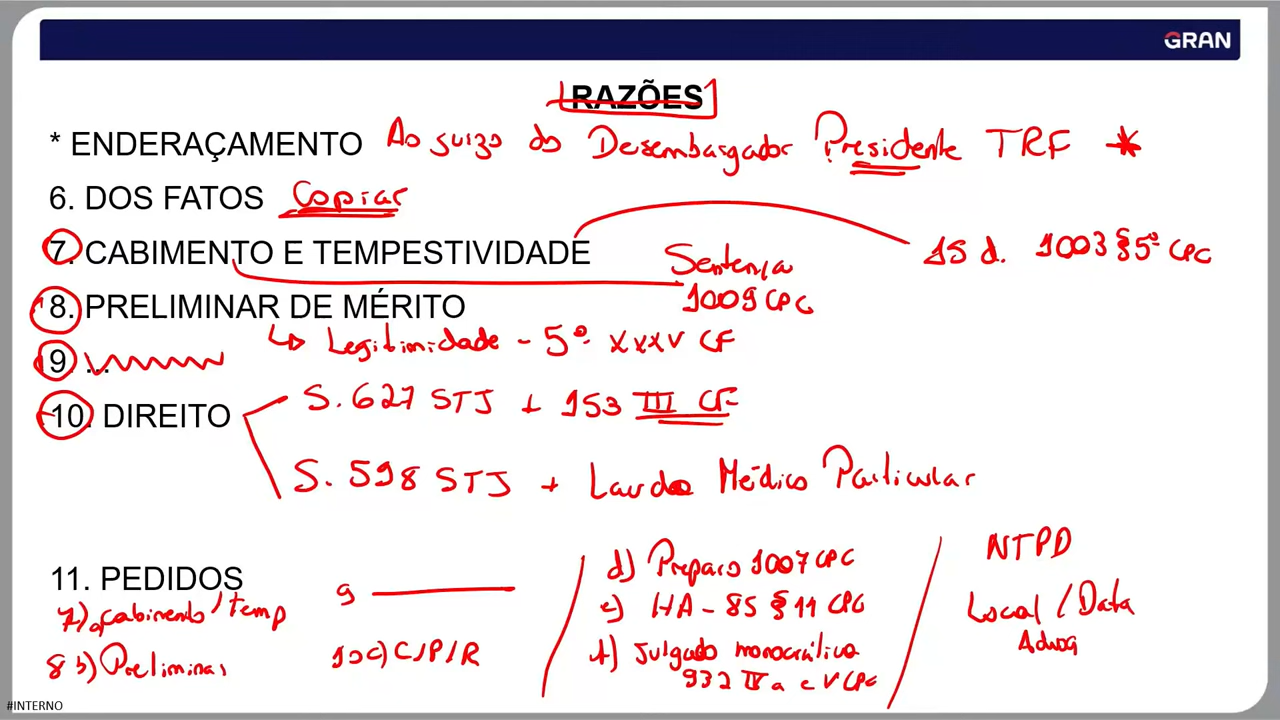 GRAN
RAZÕES
* ENDERAÇAMENTO Ao Juízo do Desembargador Presidente TRF *
6. DOS FATOS Copiar
7. CABIMENTO E TEMPESTIVIDADE 15 d. 1003 §5º CPC
Sentença
1009 CPC
8. PRELIMINAR DE MÉRITO
↳ Legitimidade - 5º XXXV CF
9. ...
10. DIREITO
S. 627 STJ + 153 III CF
S. 598 STJ + Laudo Médico Particular
11. PEDIDOS
7) a) cabimento / temp
8 b) Preliminar
9
10 c) C/P/R
d) Preparo 1007 CPC
e) HA - 85 § 11 CPC
f) Julgado monocrático
932 IV a e V CPC
NTPD
Local / Data
Advog
#INTERNO